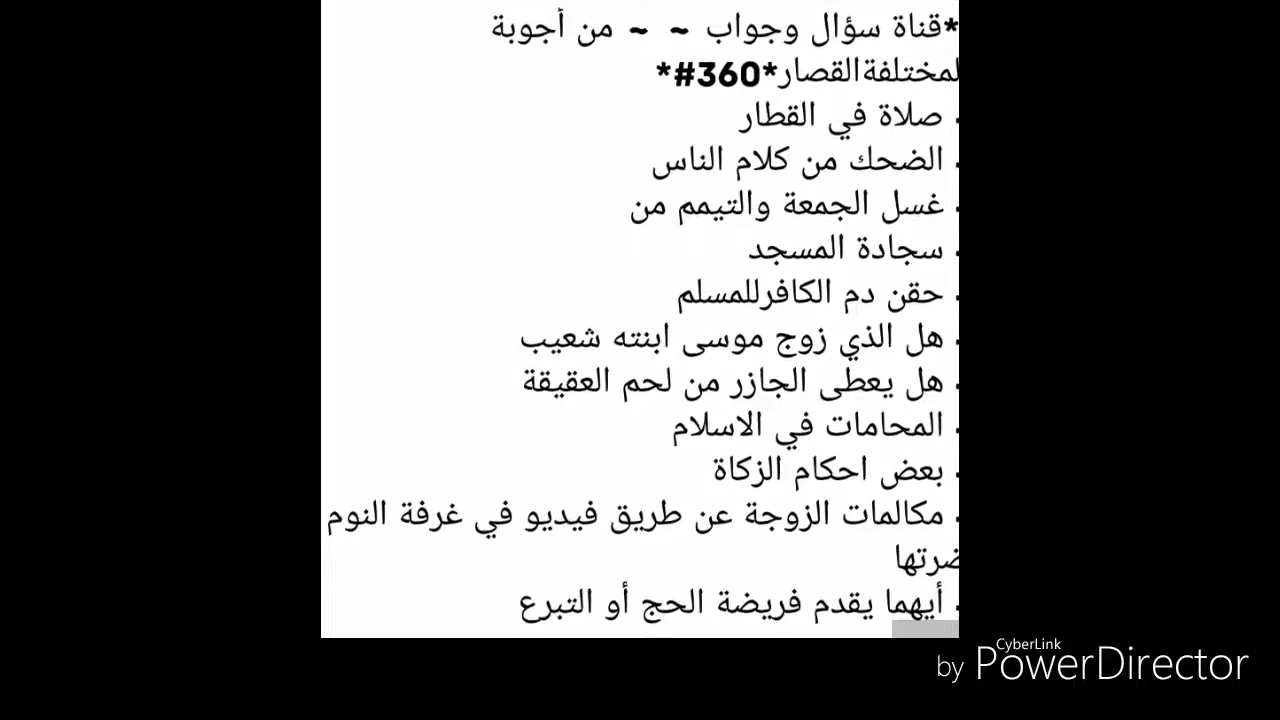 *قناة سؤال وجواب ~ ~ من أجوبة
لمختلفةالقصار*360#*
. صلاة في القطار
. الضحك من كلام الناس
. غسل الجمعة والتيمم من
. سجادة المسجد
. حقن دم الكافرللمسلم
. هل الذي زوج موسى ابنته شعيب
. هل يعطى الجازر من لحم العقيقة
. المحامات في الاسلام
. بعض احكام الزكاة
. مكالمات الزوجة عن طريق فيديو في غرفة النوم
ضرتها
. أيهما يقدم فريضة الحج أو التبرع
CyberLink
by PowerDirector